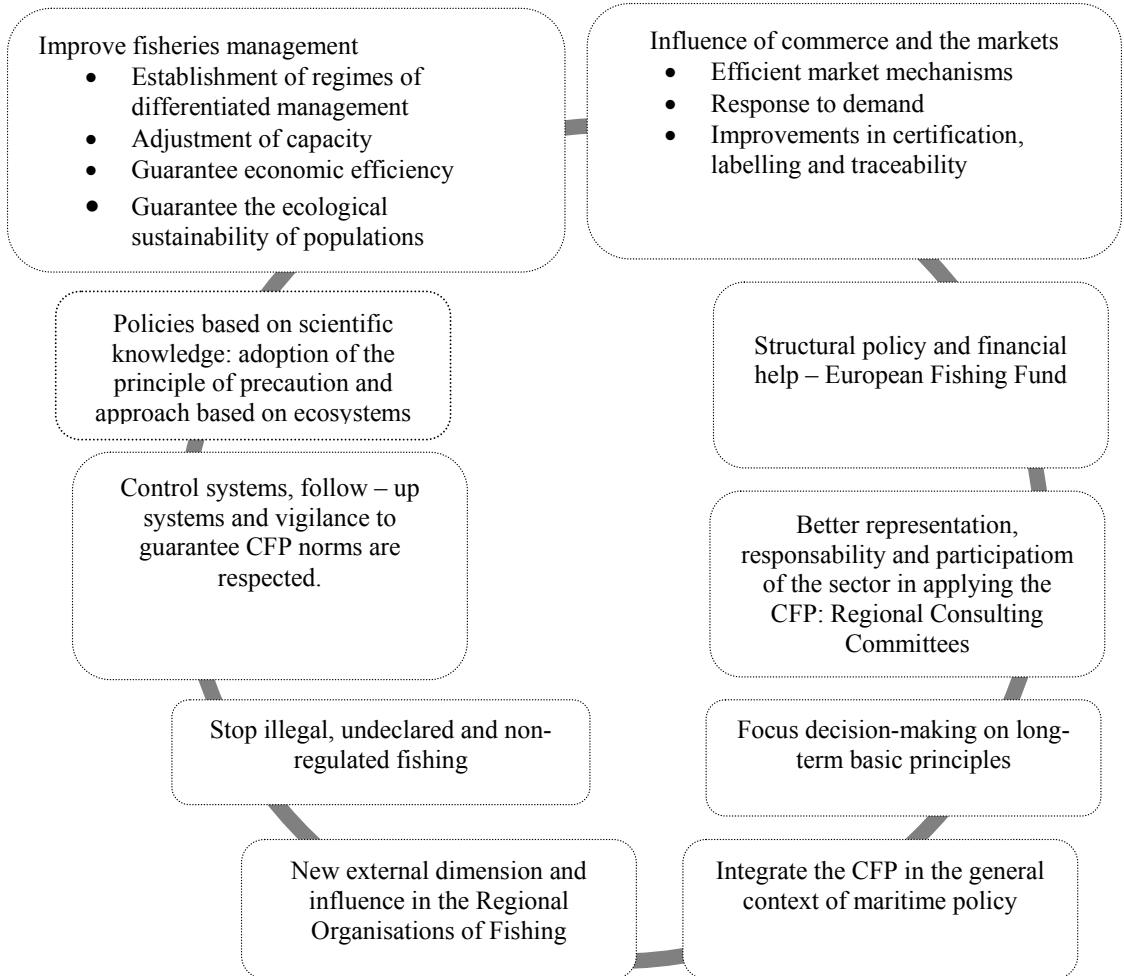 Improve fisheries management
• Establishment of regimes of
differentiated management
• Adjustment of capacity
• Guarantee economic efficiency
• Guarantee the ecological
sustainability of populations
Influence of commerce and the markets
• Efficient market mechanisms
• Response to demand
• Improvements in certification,
labelling and traceability
Policies based on scientific
knowledge: adoption of the
principle of precaution and
approach based on ecosystems
Structural policy and financial
help – European Fishing Fund
Control systems, follow – up
systems and vigilance to
guarantee CFP norms are
respected.
Better representation,
responsability and participatiom
of the sector in applying the
CFP: Regional Consulting
Committees
Stop illegal, undeclared and non-
regulated fishing
Focus decision-making on long-
term basic principles
New external dimension and
influence in the Regional
Organisations of Fishing
Integrate the CFP in the general
context of maritime policy